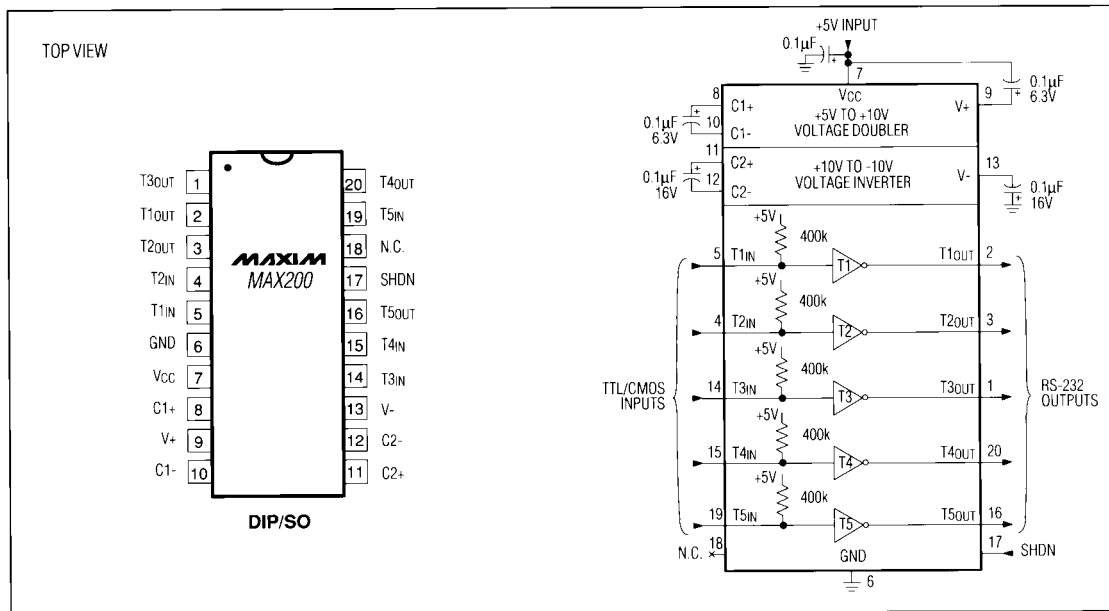 TOP VIEW
T3OUT 1
T1OUT 2
T2OUT 3
T2IN 4
T1IN 5
GND 6
VCC 7
C1+ 8
V+ 9
C1- 10
MAXIM
MAX200
20 T4OUT
19 T5IN
18 N.C.
17 SHDN
16 T5OUT
15 T4IN
14 T3IN
13 V-
12 C2-
11 C2+
DIP/SO
+5V INPUT
0.1µF
+
7
VCC
0.1µF
6.3V
+
8 C1+
10 C1-
0.1µF
6.3V
+
+5V TO +10V
VOLTAGE DOUBLER
V+ 9
11 C2+
12 C2-
0.1µF
16V
+
+10V TO -10V
VOLTAGE INVERTER
V- 13
0.1µF
16V
+
+5V
400k
5 T1IN T1 T1OUT 2
+5V
400k
4 T2IN T2 T2OUT 3
+5V
400k
14 T3IN T3 T3OUT 1
+5V
400k
15 T4IN T4 T4OUT 20
+5V
400k
19 T5IN T5 T5OUT 16
TTL/CMOS
INPUTS
RS-232
OUTPUTS
N.C. 18
GND
6
17 SHDN